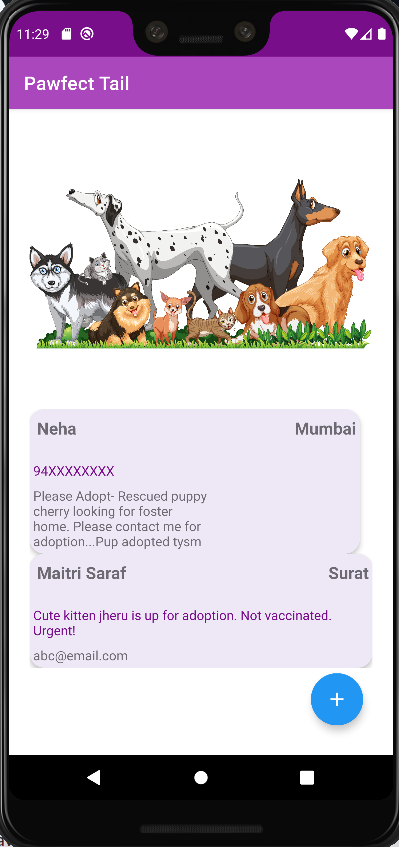 11:29
Pawfect Tail
Neha Mumbai
94XXXXXXXX
Please Adopt- Rescued puppy
cherry looking for foster
home. Please contact me for
adoption...Pup adopted tysm
Maitri Saraf Surat
Cute kitten jheru is up for adoption. Not vaccinated.
Urgent!
abc@email.com
+